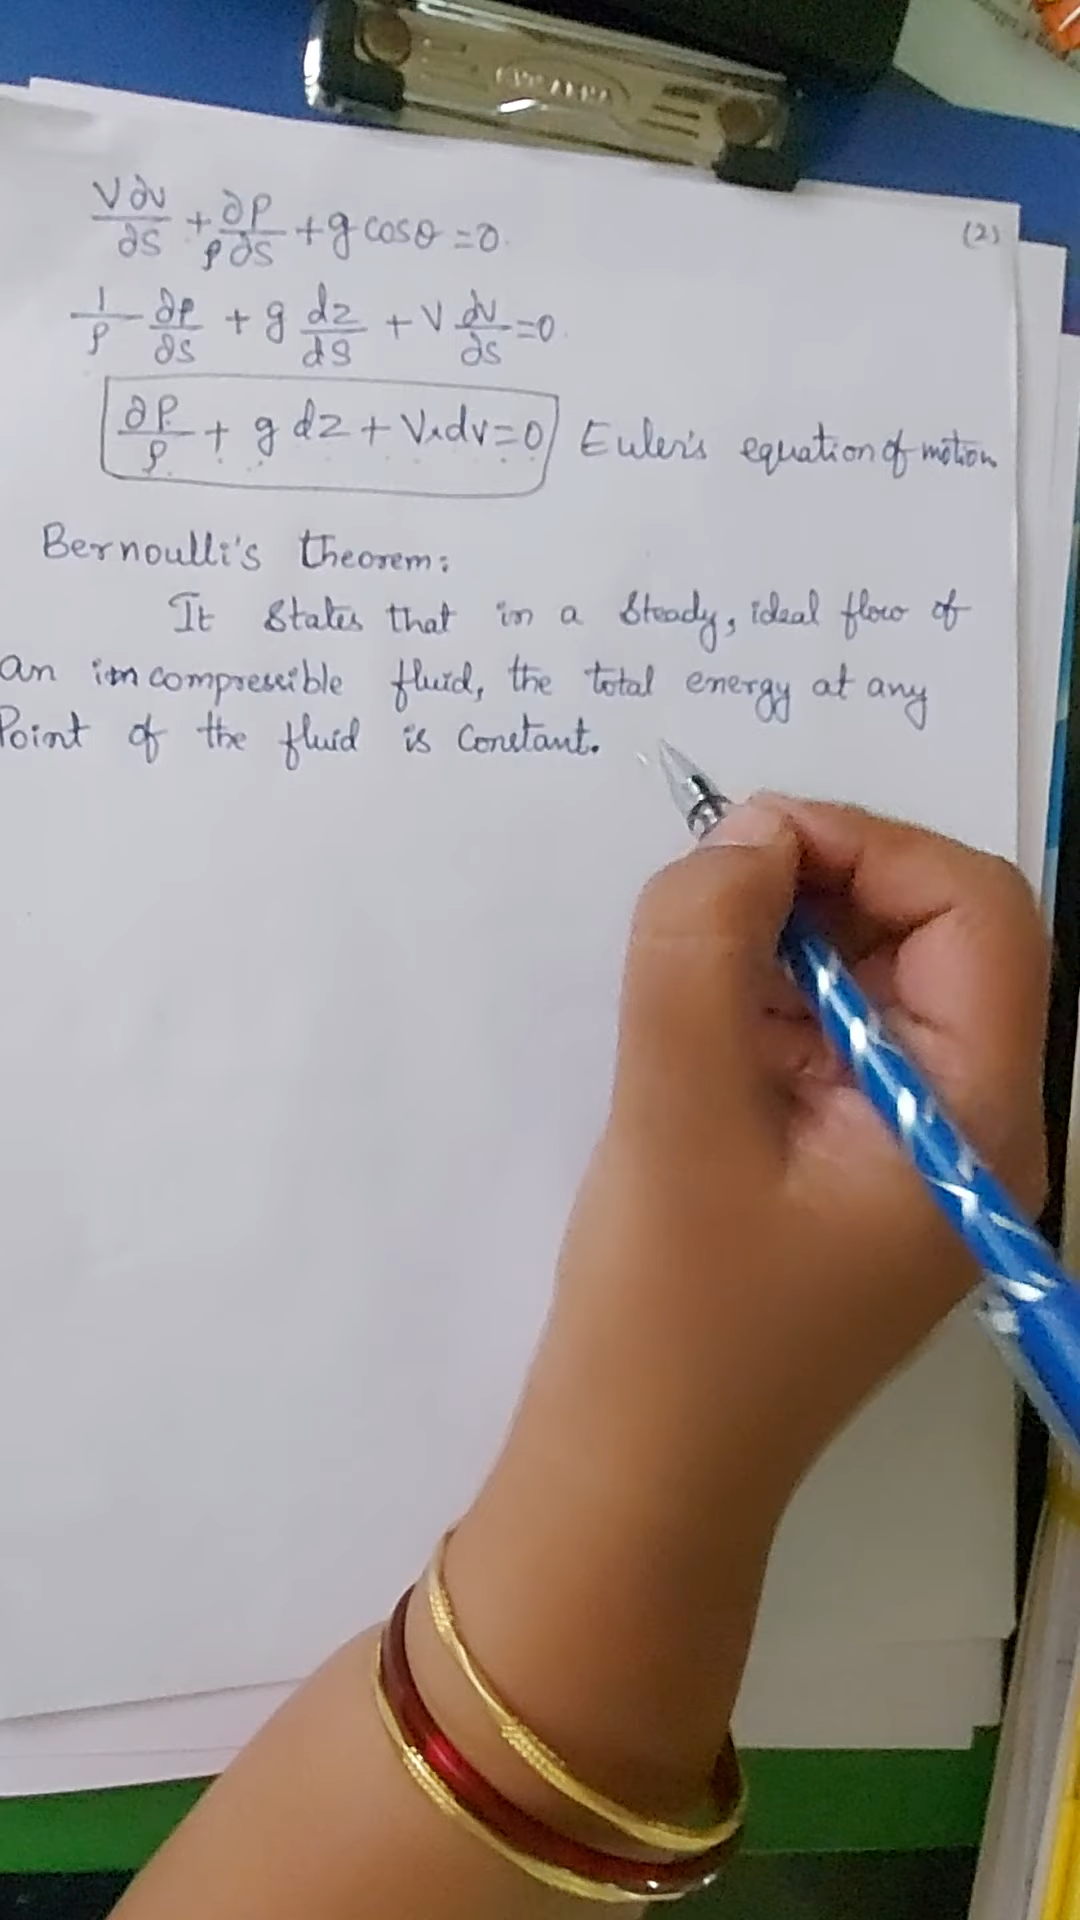 V∂v/∂s + ∂P/ρ∂s + g cosθ = 0.
(2)
1/ρ ∂P/∂s + g dz/ds + V ∂v/∂s = 0.
∂P/ρ + g dz + V×dv = 0 Euler's equation of motion.
Bernoulli's theorem:
It States that in a Steady, ideal flow of
an incompressible fluid, the total energy at any
Point of the fluid is Constant.